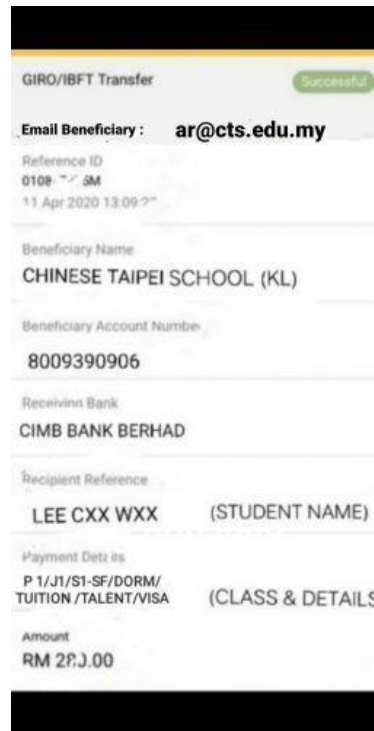 GIRO/IBFT Transfer
Successful
Email Beneficiary : ar@cts.edu.my
Reference ID
11 Apr 2020
Beneficiary Name
CHINESE TAIPEI SCHOOL (KL)
Beneficiary Account Number
8009390906
Receiving Bank
CIMB BANK BERHAD
Recipient Reference
LEE CXX WXX (STUDENT NAME)
Payment Details
P 1/J1/S1-SF/DORM/
TUITION /TALENT/VISA (CLASS & DETAILS
Amount
RM